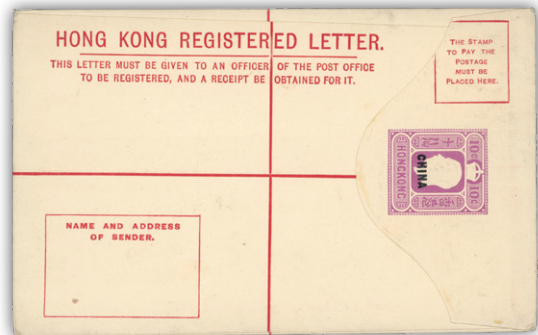 HONG KONG REGISTERED LETTER.
THIS LETTER MUST BE GIVEN TO AN OFFICER OF THE POST OFFICE
TO BE REGISTERED, AND A RECEIPT BE OBTAINED FOR IT.
THE STAMP
TO PAY THE
POSTAGE
MUST BE
PLACED HERE.
10c
10c
HONGKONG
CHINA
NAME AND ADDRESS
OF SENDER.